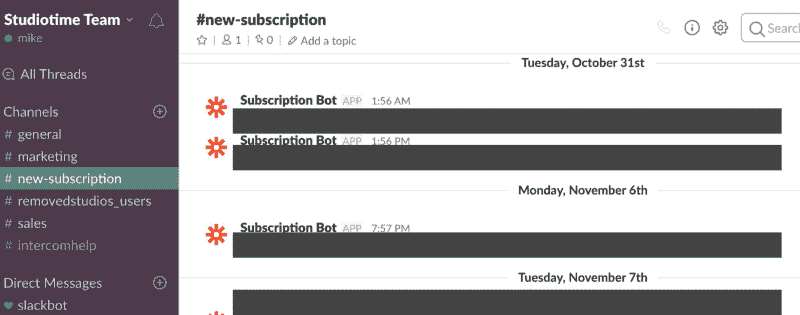 Studiotime Team
mike
All Threads
Channels
# general
# marketing
# new-subscription
# removedstudios_users
# sales
# intercomhelp
Direct Messages
slackbot
#new-subscription
1 | 0 | Add a topic
Search
Tuesday, October 31st
Subscription Bot APP 1:56 AM
Subscription Bot APP 1:56 PM
Monday, November 6th
Subscription Bot APP 7:57 PM
Tuesday, November 7th